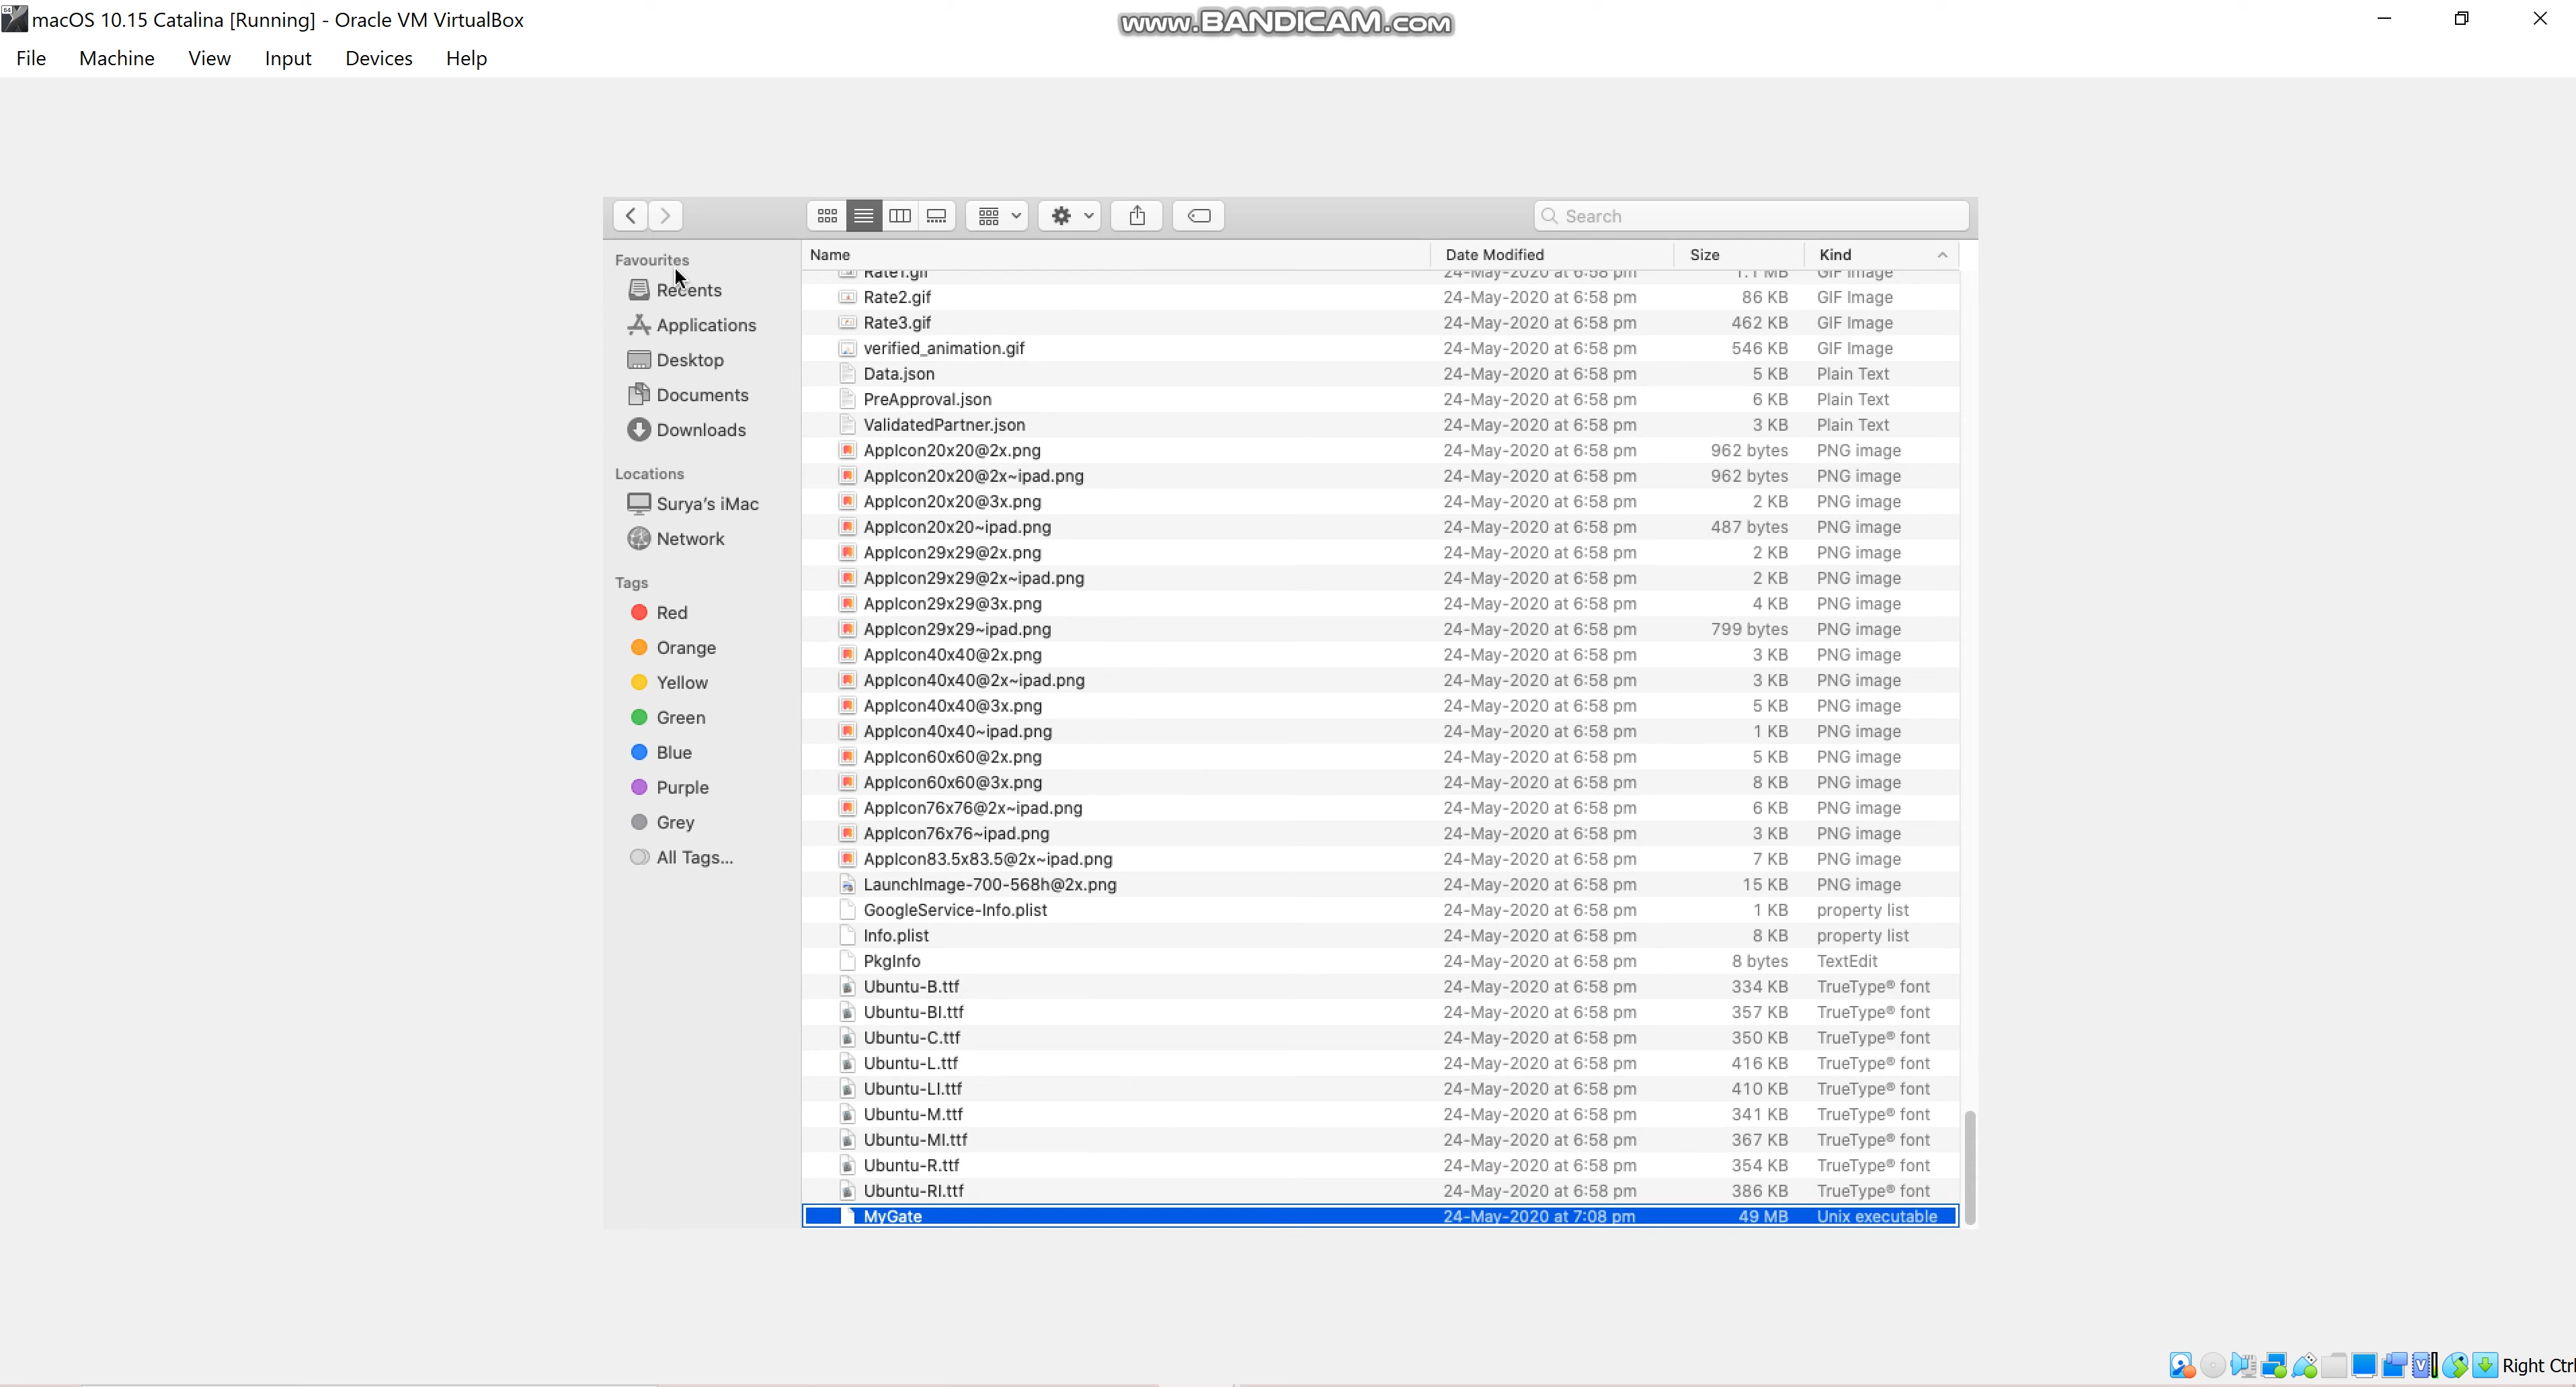 macOS 10.15 Catalina [Running] - Oracle VM VirtualBox
www.BANDICAM.com
File Machine View Input Devices Help
Search
Favourites
Recents
Applications
Desktop
Documents
Downloads
Locations
Surya's iMac
Network
Tags
Red
Orange
Yellow
Green
Blue
Purple
Grey
All Tags...
Name Date Modified Size Kind
Rate1.gif 24-May-2020 at 6:58 pm 1.1 MB GIF Image
Rate2.gif 24-May-2020 at 6:58 pm 86 KB GIF Image
Rate3.gif 24-May-2020 at 6:58 pm 462 KB GIF Image
verified_animation.gif 24-May-2020 at 6:58 pm 546 KB GIF Image
Data.json 24-May-2020 at 6:58 pm 5 KB Plain Text
PreApproval.json 24-May-2020 at 6:58 pm 6 KB Plain Text
ValidatedPartner.json 24-May-2020 at 6:58 pm 3 KB Plain Text
AppIcon20x20@2x.png 24-May-2020 at 6:58 pm 962 bytes PNG image
AppIcon20x20@2x~ipad.png 24-May-2020 at 6:58 pm 962 bytes PNG image
AppIcon20x20@3x.png 24-May-2020 at 6:58 pm 2 KB PNG image
AppIcon20x20~ipad.png 24-May-2020 at 6:58 pm 487 bytes PNG image
AppIcon29x29@2x.png 24-May-2020 at 6:58 pm 2 KB PNG image
AppIcon29x29@2x~ipad.png 24-May-2020 at 6:58 pm 2 KB PNG image
AppIcon29x29@3x.png 24-May-2020 at 6:58 pm 4 KB PNG image
AppIcon29x29~ipad.png 24-May-2020 at 6:58 pm 799 bytes PNG image
AppIcon40x40@2x.png 24-May-2020 at 6:58 pm 3 KB PNG image
AppIcon40x40@2x~ipad.png 24-May-2020 at 6:58 pm 3 KB PNG image
AppIcon40x40@3x.png 24-May-2020 at 6:58 pm 5 KB PNG image
AppIcon40x40~ipad.png 24-May-2020 at 6:58 pm 1 KB PNG image
AppIcon60x60@2x.png 24-May-2020 at 6:58 pm 5 KB PNG image
AppIcon60x60@3x.png 24-May-2020 at 6:58 pm 8 KB PNG image
AppIcon76x76@2x~ipad.png 24-May-2020 at 6:58 pm 6 KB PNG image
AppIcon76x76~ipad.png 24-May-2020 at 6:58 pm 3 KB PNG image
AppIcon83.5x83.5@2x~ipad.png 24-May-2020 at 6:58 pm 7 KB PNG image
LaunchImage-700-568h@2x.png 24-May-2020 at 6:58 pm 15 KB PNG image
GoogleService-Info.plist 24-May-2020 at 6:58 pm 1 KB property list
Info.plist 24-May-2020 at 6:58 pm 8 KB property list
PkgInfo 24-May-2020 at 6:58 pm 8 bytes TextEdit
Ubuntu-B.ttf 24-May-2020 at 6:58 pm 334 KB TrueType® font
Ubuntu-BI.ttf 24-May-2020 at 6:58 pm 357 KB TrueType® font
Ubuntu-C.ttf 24-May-2020 at 6:58 pm 350 KB TrueType® font
Ubuntu-L.ttf 24-May-2020 at 6:58 pm 416 KB TrueType® font
Ubuntu-LI.ttf 24-May-2020 at 6:58 pm 410 KB TrueType® font
Ubuntu-M.ttf 24-May-2020 at 6:58 pm 341 KB TrueType® font
Ubuntu-MI.ttf 24-May-2020 at 6:58 pm 367 KB TrueType® font
Ubuntu-R.ttf 24-May-2020 at 6:58 pm 354 KB TrueType® font
Ubuntu-RI.ttf 24-May-2020 at 6:58 pm 386 KB TrueType® font
MyGate 24-May-2020 at 7:08 pm 49 MB Unix executable
Right Ctrl